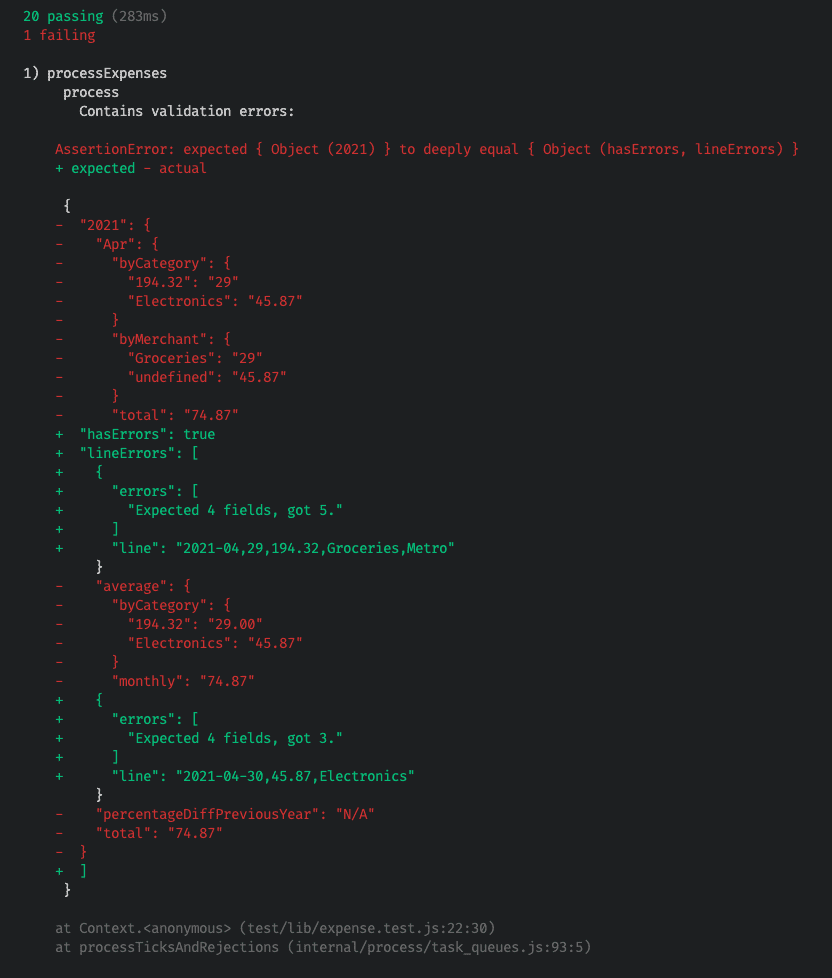 20 passing (283ms)
1 failing
1) processExpenses
process
Contains validation errors:
AssertionError: expected { Object (2021) } to deeply equal { Object (hasErrors, lineErrors) }
+ expected - actual
{
- "2021": {
- "Apr": {
- "byCategory": {
- "194.32": "29"
- "Electronics": "45.87"
- }
- "byMerchant": {
- "Groceries": "29"
- "undefined": "45.87"
- }
- "total": "74.87"
+ "hasErrors": true
+ "lineErrors": [
+ {
+ "errors": [
+ "Expected 4 fields, got 5."
+ ]
+ "line": "2021-04,29,194.32,Groceries,Metro"
}
- "average": {
- "byCategory": {
- "194.32": "29.00"
- "Electronics": "45.87"
- }
- "monthly": "74.87"
+ {
+ "errors": [
+ "Expected 4 fields, got 3."
+ ]
+ "line": "2021-04-30,45.87,Electronics"
}
- "percentageDiffPreviousYear": "N/A"
- "total": "74.87"
- }
+ ]
}
at Context.<anonymous> (test/lib/expense.test.js:22:30)
at processTicksAndRejections (internal/process/task_queues.js:93:5)